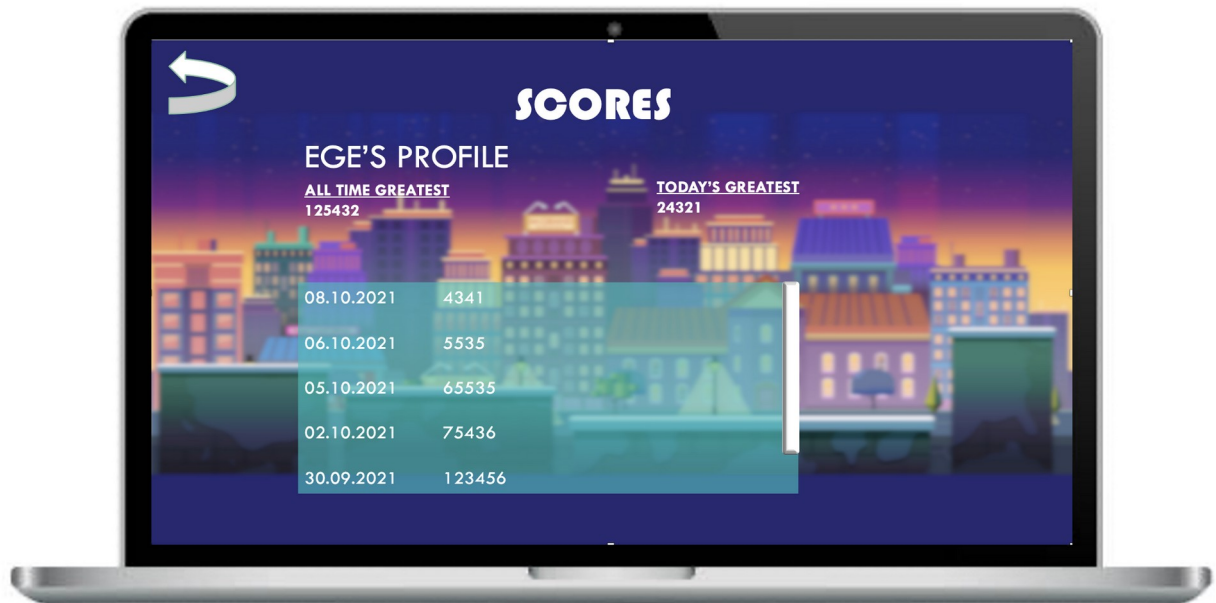 SCORES
EGE'S PROFILE
ALL TIME GREATEST
125432
TODAY'S GREATEST
24321
08.10.2021 4341
06.10.2021 5535
05.10.2021 65535
02.10.2021 75436
30.09.2021 123456